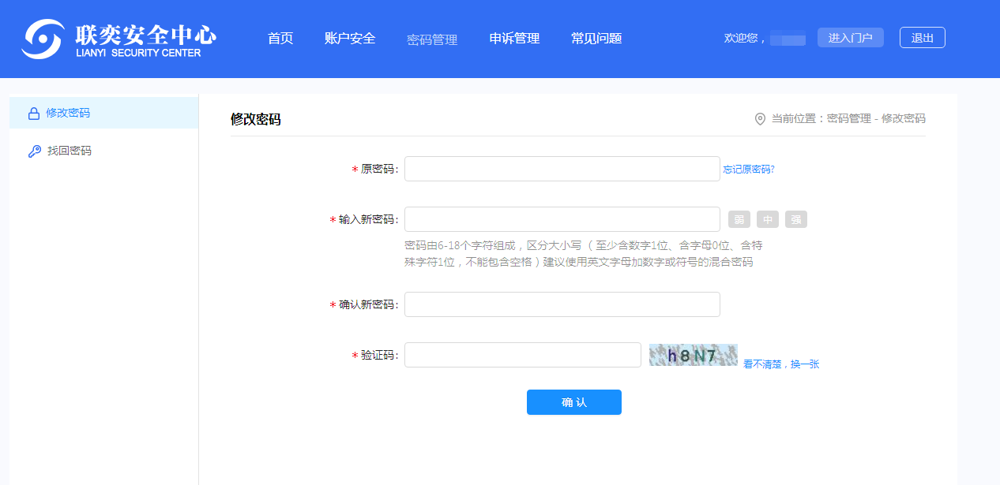 联奕安全中心
LIANYI SECURITY CENTER
首页 账户安全 密码管理 申诉管理 常见问题 欢迎您， 进入门户 退出
修改密码
找回密码
修改密码 当前位置：密码管理 - 修改密码
* 原密码: 忘记原密码?
* 输入新密码: 弱 中 强
密码由6-18个字符组成，区分大小写（至少含数字1位、含字母0位、含特
殊字符1位，不能包含空格）建议使用英文字母加数字或符号的混合密码
* 确认新密码:
* 验证码: h8N7 看不清楚，换一张
确 认